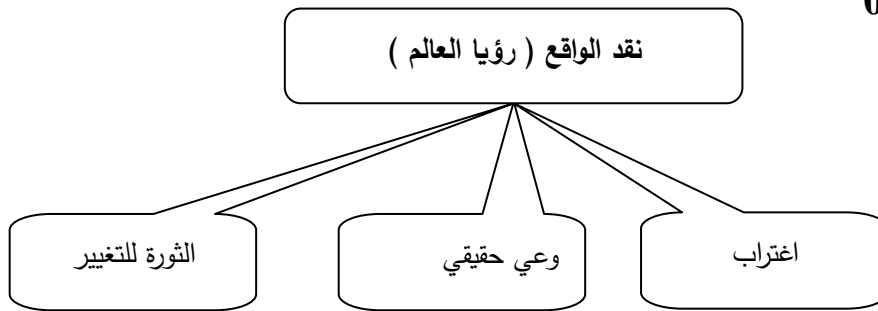 نقد الواقع ( رؤيا العالم )
اغتراب
وعي حقيقي
الثورة للتغيير